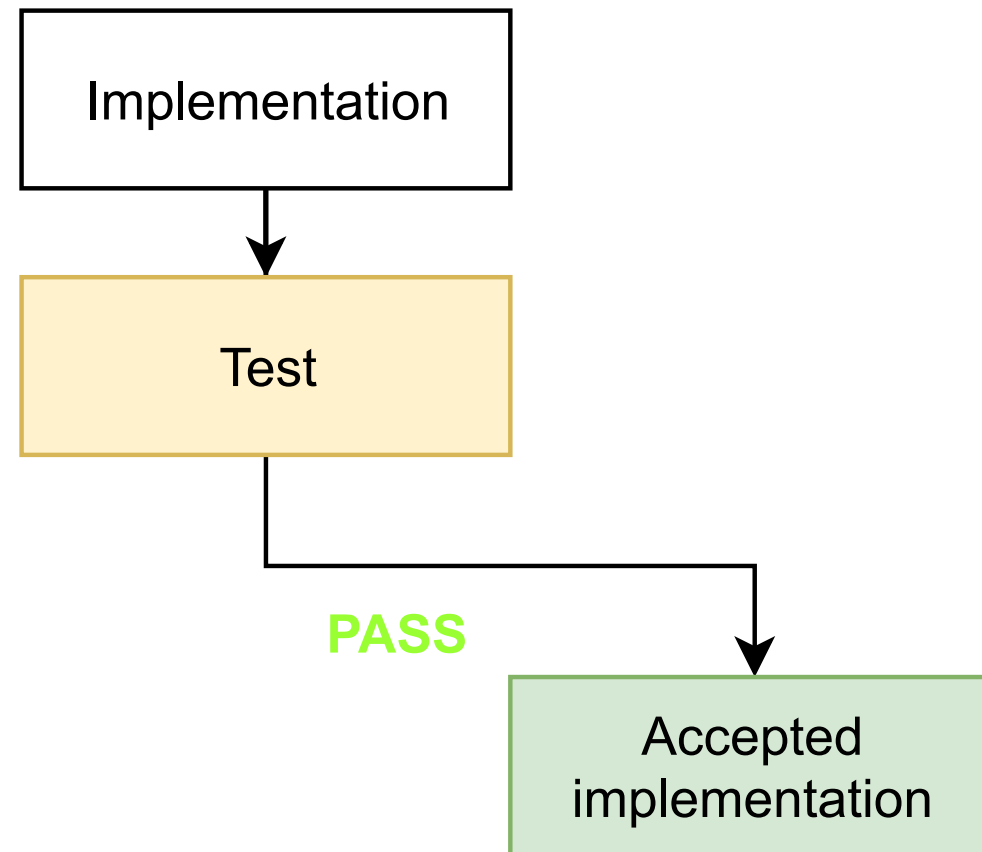 Implementation
Test
PASS
Accepted
implementation